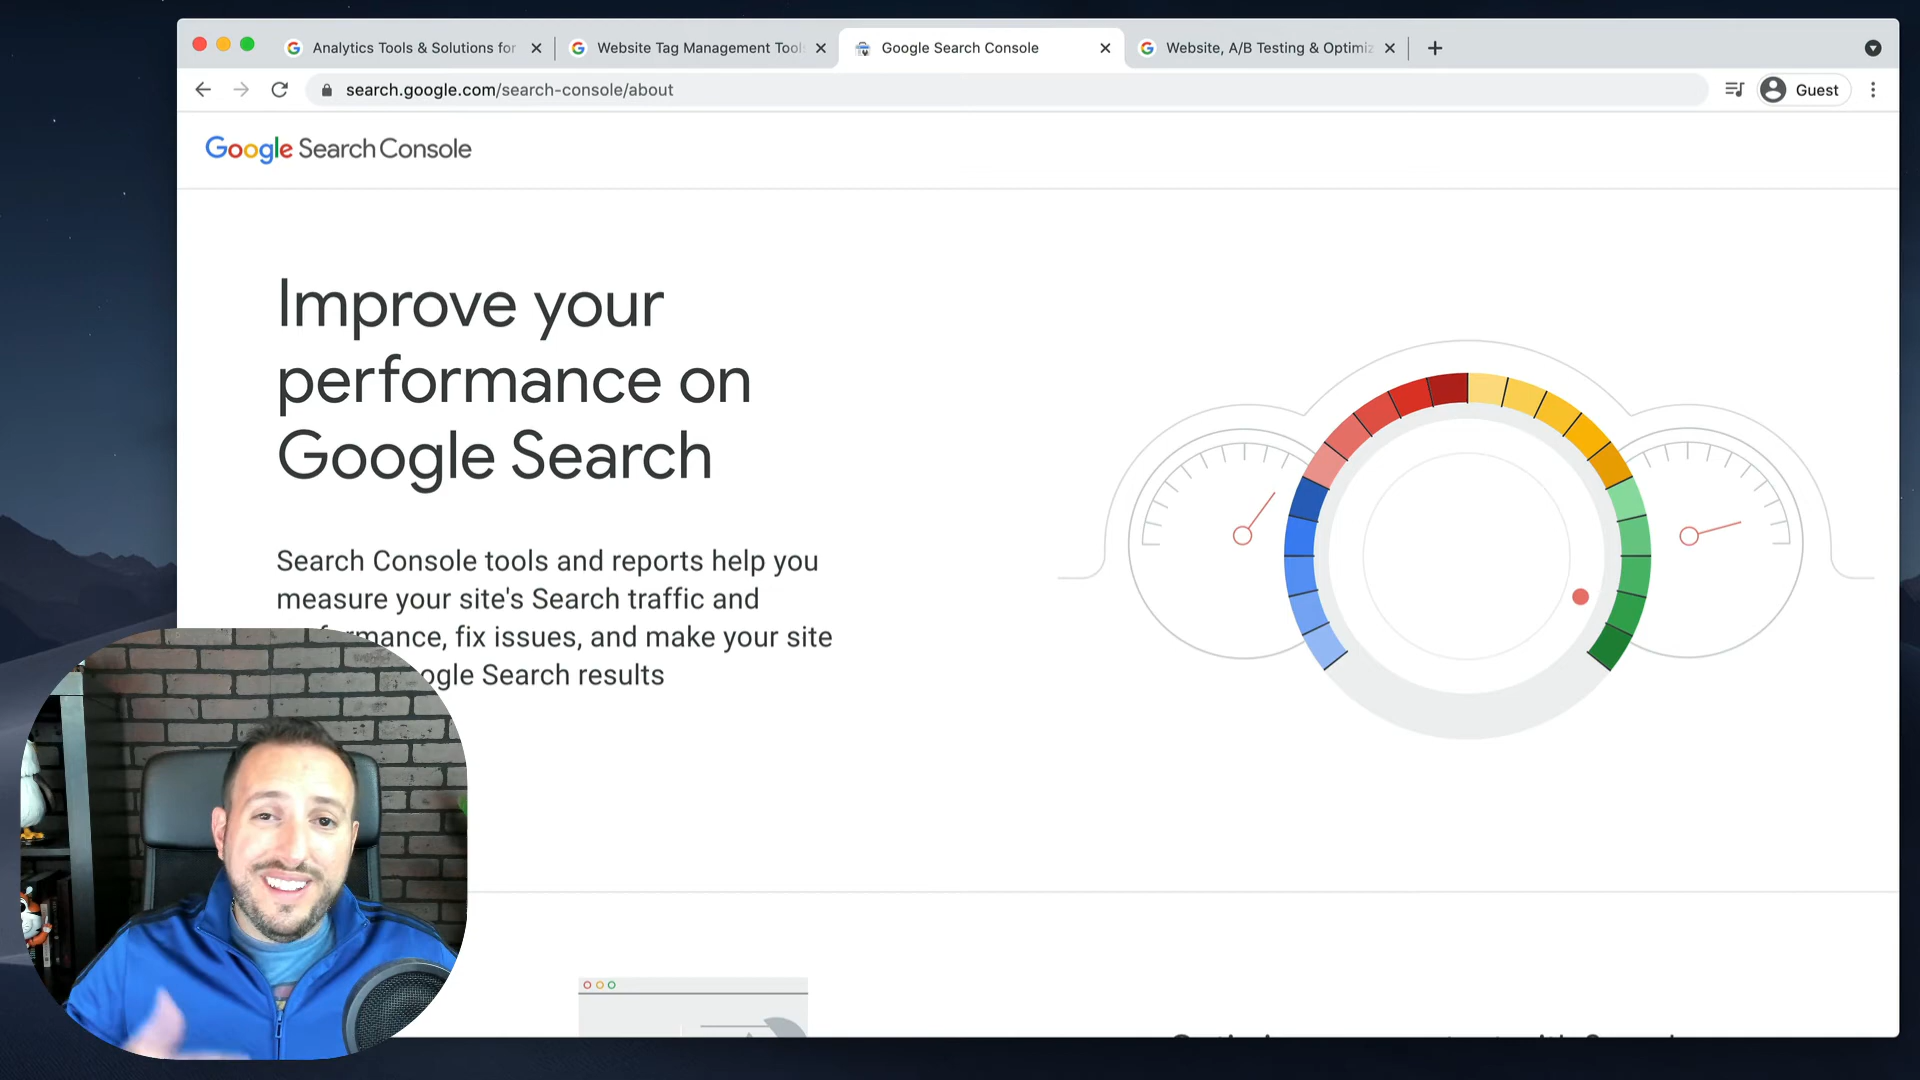 Analytics Tools & Solutions for
Website Tag Management Tools
Google Search Console
Website, A/B Testing & Optimiz
search.google.com/search-console/about
Guest
Google Search Console
Improve your
performance on
Google Search
Search Console tools and reports help you
measure your site's Search traffic and
mance, fix issues, and make your site
ogle Search results